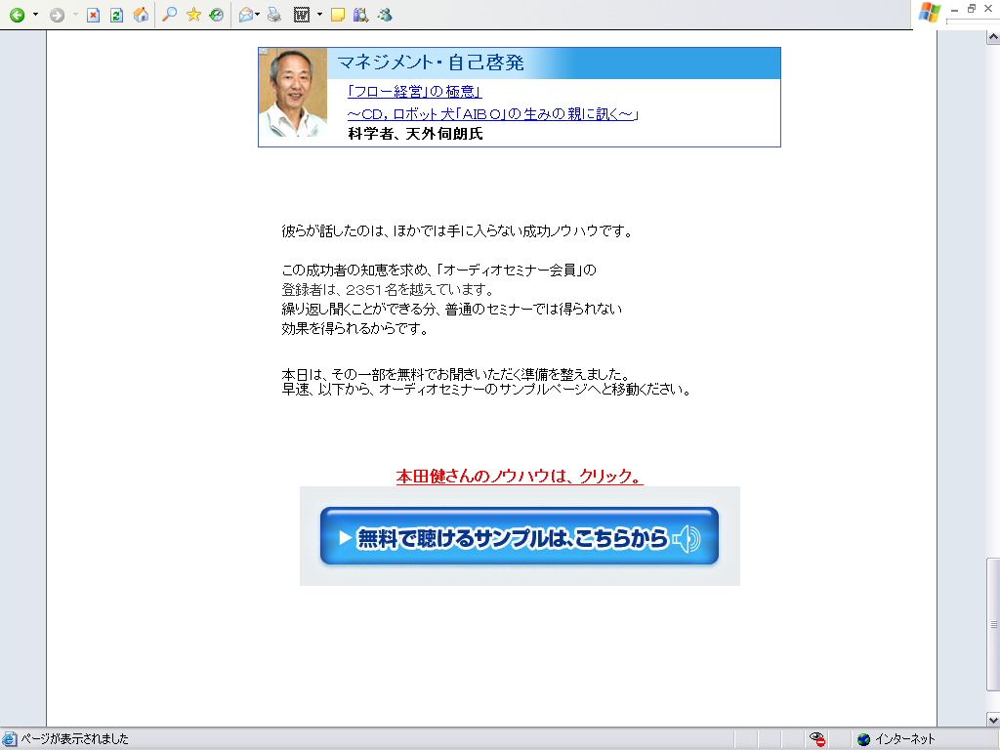 マネジメント・自己啓発
「フロー経営」の極意」
～CD，ロボット犬「AIBO」の生みの親に訊く～」
科学者、天外伺朗氏
彼らが話したのは、ほかでは手に入らない成功ノウハウです。
この成功者の知恵を求め、「オーディオセミナー会員」の
登録者は、2351名を越えています。
繰り返し聞くことができる分、普通のセミナーでは得られない
効果を得られるからです。
本日は、その一部を無料でお聞きいただく準備を整えました。
早速、以下から、オーディオセミナーのサンプルページへと移動ください。
本田健さんのノウハウは、クリック。
無料で聴けるサンプルは、こちらから
ページが表示されました
インターネット